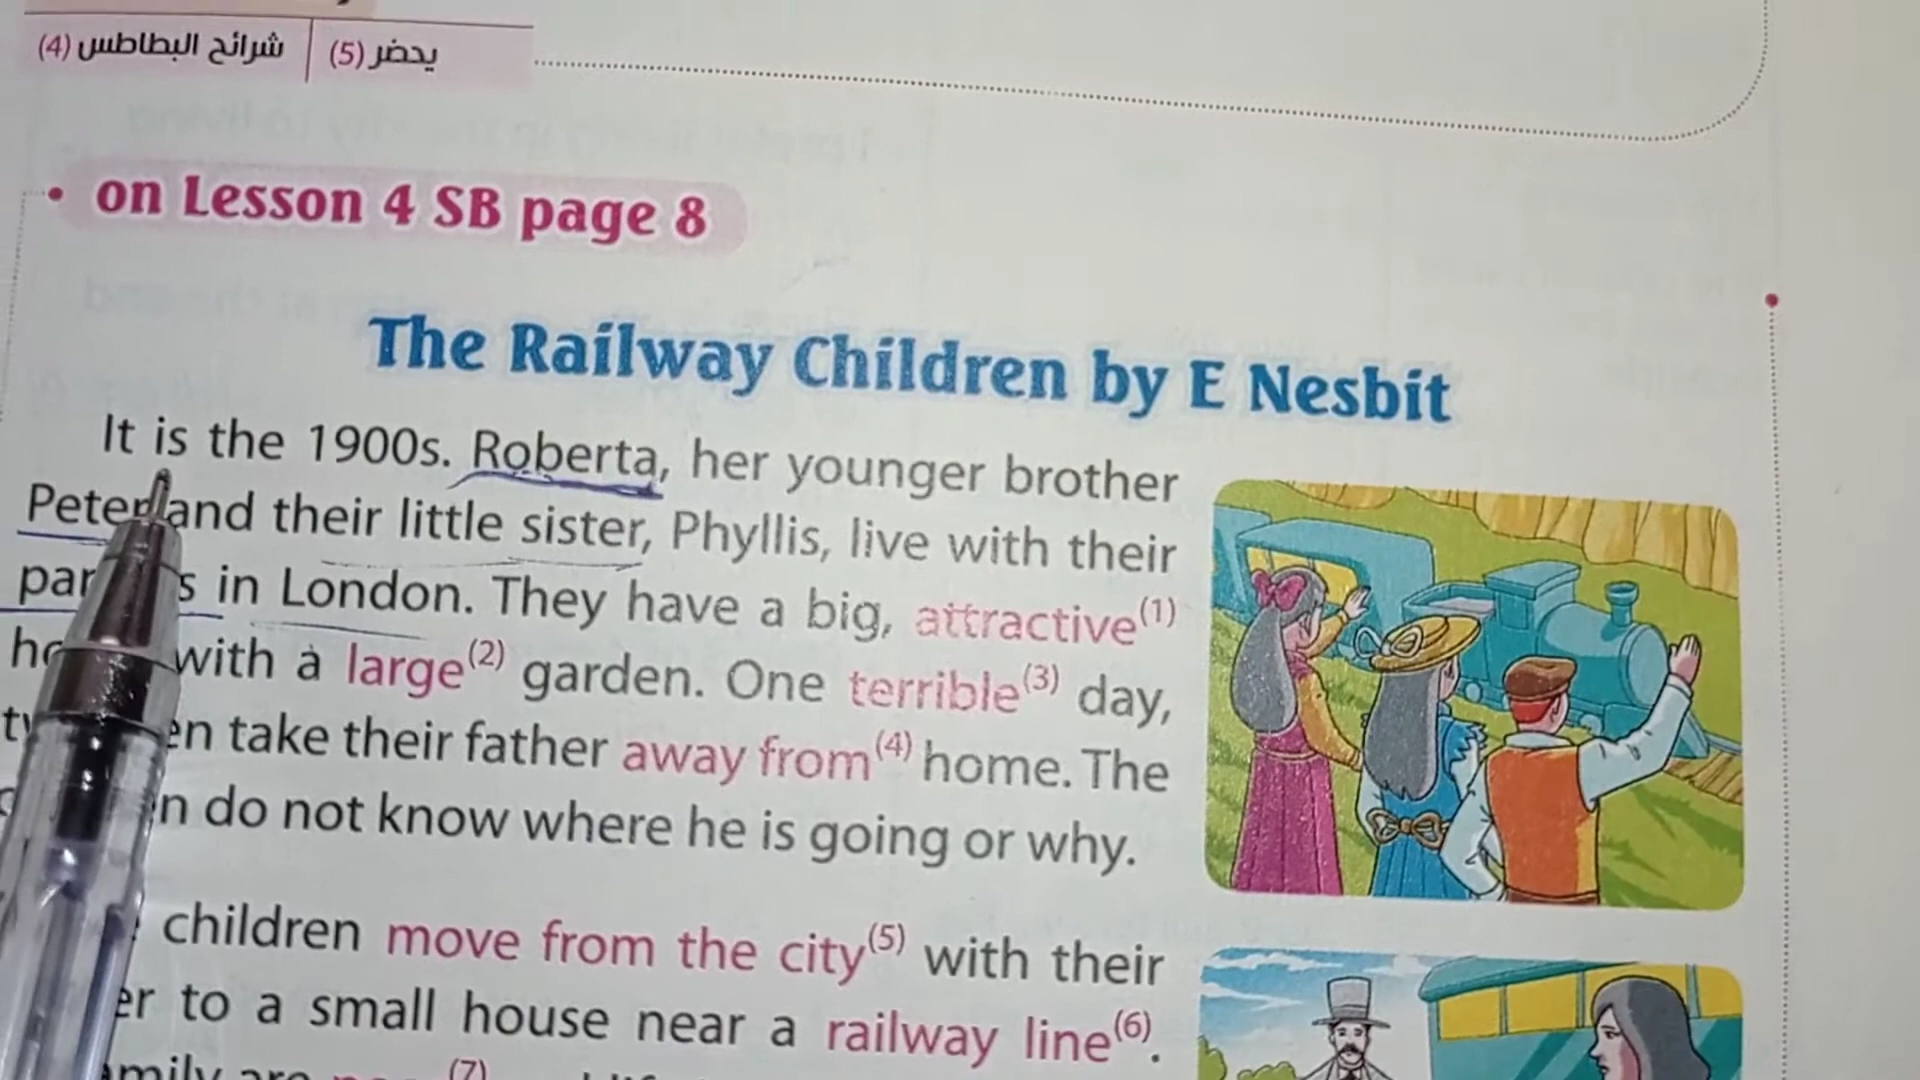 شرائح البطاطس (4) يحضر (5)
• on Lesson 4 SB page 8
The Railway Children by E Nesbit
It is the 1900s. Roberta, her younger brother
Peter and their little sister, Phyllis, live with their
in London. They have a big, attractive(1)
with a large(2) garden. One terrible(3) day,
take their father away from(4) home. The
do not know where he is going or why.
children move from the city(5) with their
to a small house near a railway line(6).
(7)